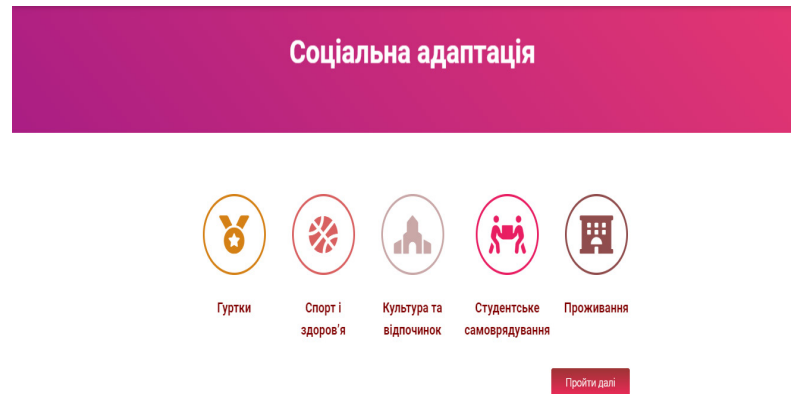 Соціальна адаптація
Гуртки
Спорт і
здоров'я
Культура та
відпочинок
Студентське
самоврядування
Проживання
Пройти далі